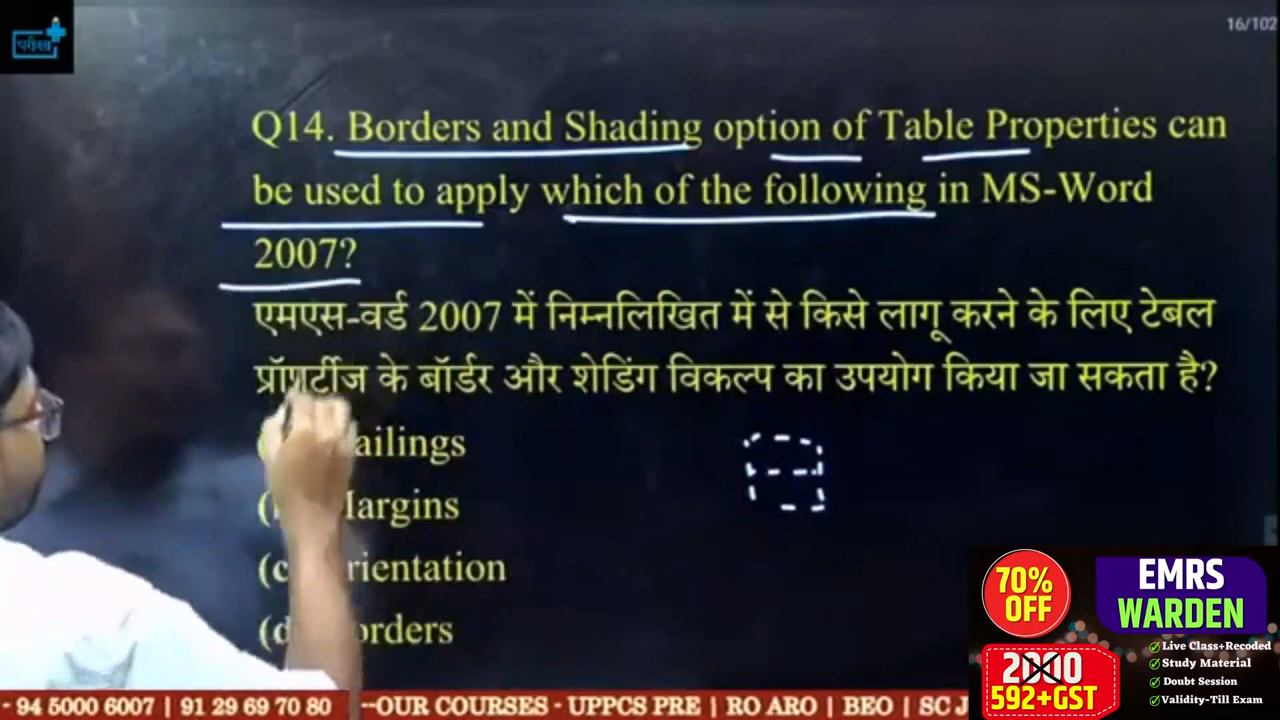 परीक्षा
16/102
Q14. Borders and Shading option of Table Properties can
be used to apply which of the following in MS-Word
2007?
एमएस-वर्ड 2007 में निम्नलिखित में से किसे लागू करने के लिए टेबल
प्रॉपर्टीज के बॉर्डर और शेडिंग विकल्प का उपयोग किया जा सकता है?
ailings
argins
(c rientation
(d orders
70%
OFF
EMRS
WARDEN
2000
592+GST
Live Class+Recoded
Study Material
Doubt Session
Validity-Till Exam
- 94 5000 6007 | 91 29 69 70 80 --OUR COURSES - UPPCS PRE | RO ARO | BEO | SC J